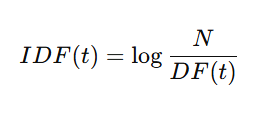 IDF(t) = log N / DF(t)